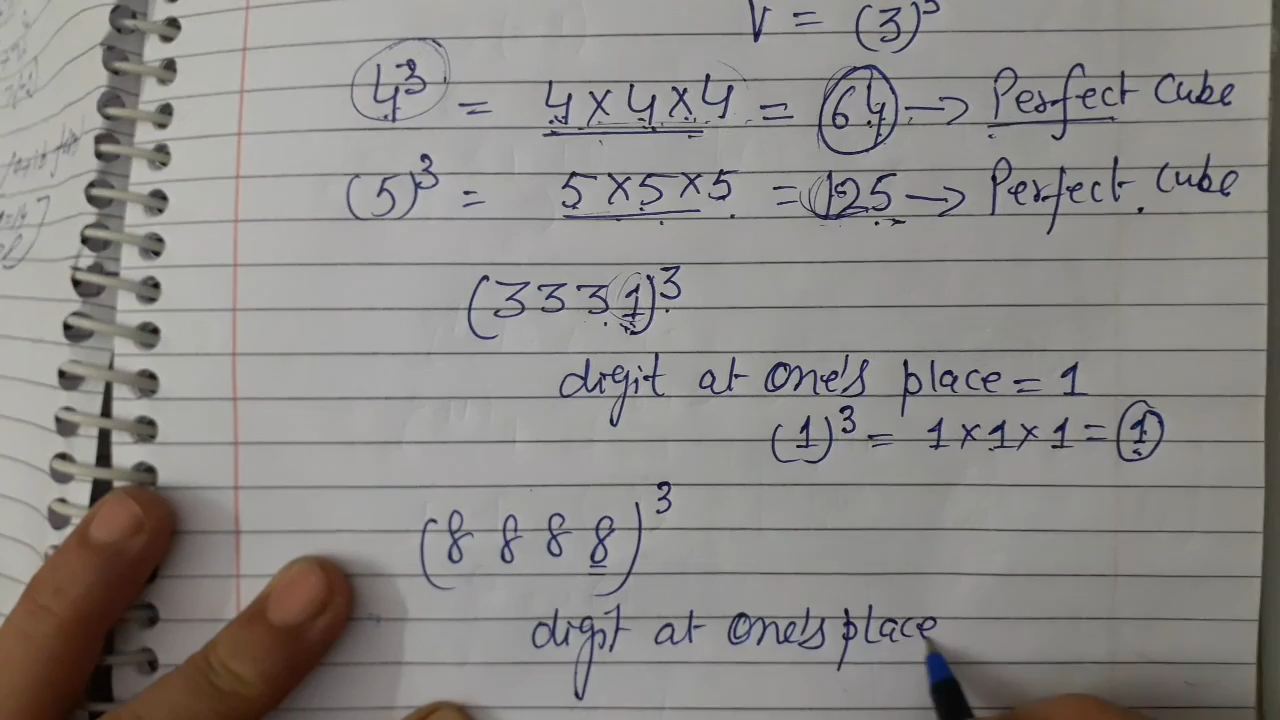 V = (3)³
4³ = 4×4×4 = 64 → Perfect Cube
(5)³ = 5×5×5 = 125 → Perfect Cube
(3331)³
digit at one's place = 1
(1)³ = 1×1×1 = 1
(8888)³
digit at one's place